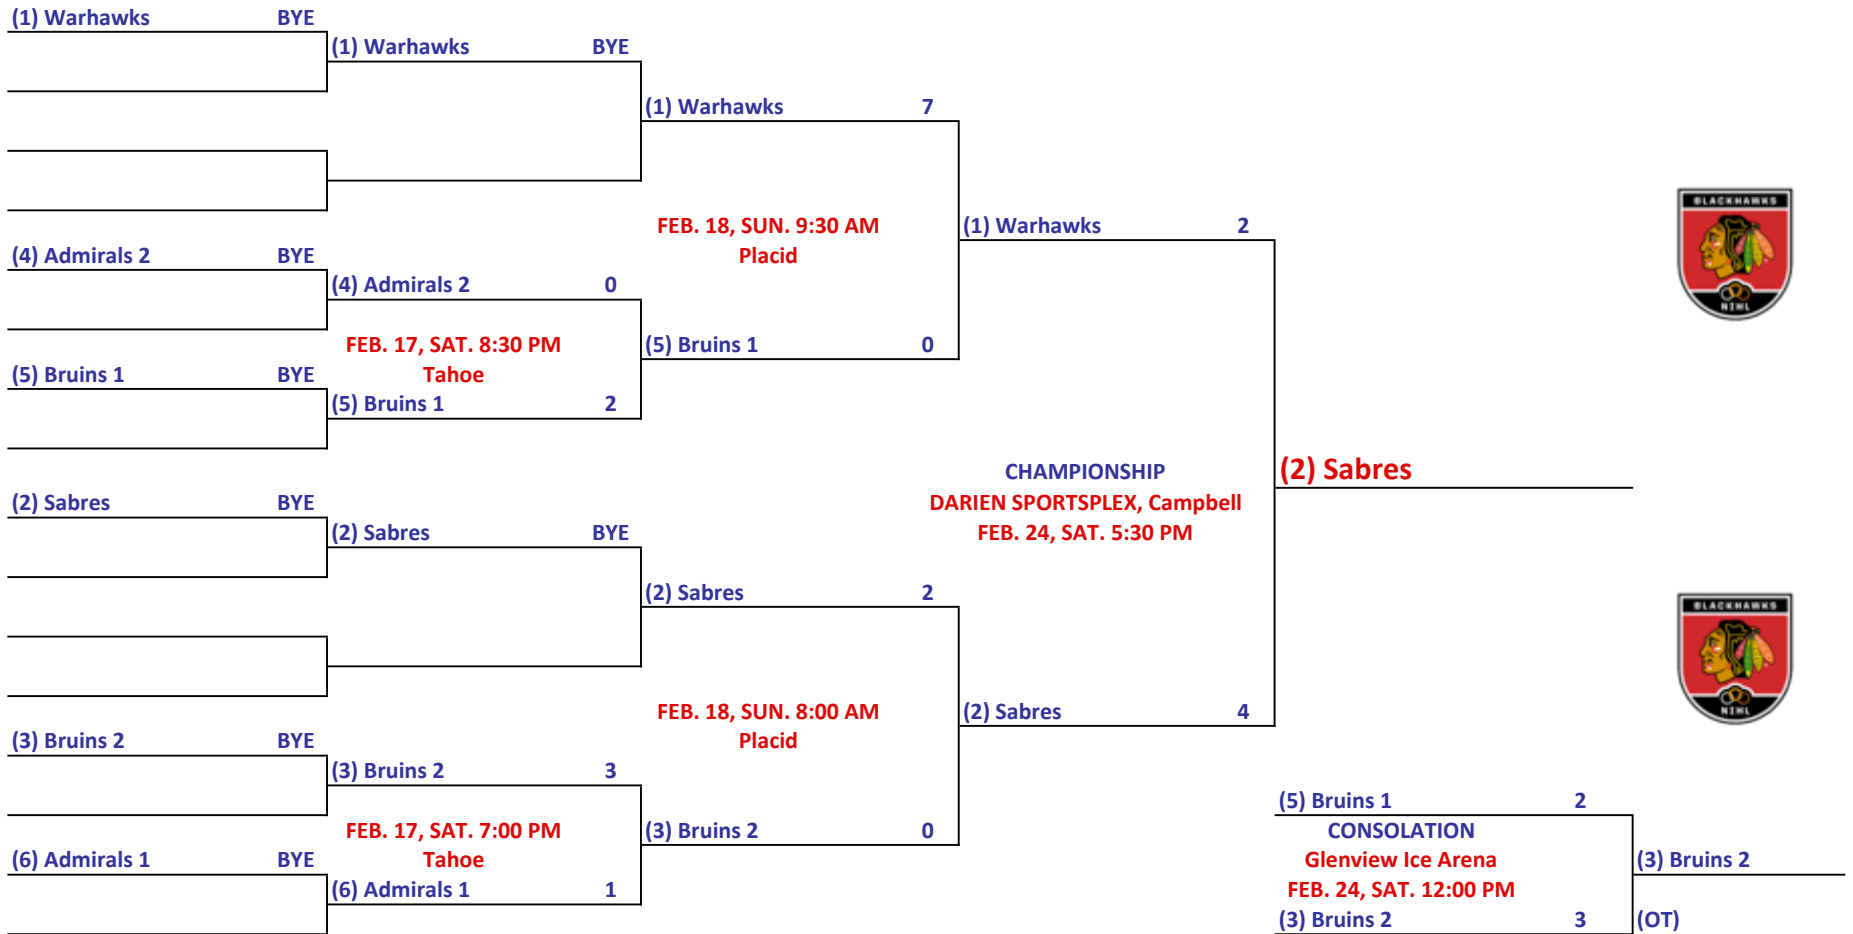 (1) Warhawks BYE
(1) Warhawks BYE
(1) Warhawks 7
FEB. 18, SUN. 9:30 AM
Placid
(1) Warhawks 2
(4) Admirals 2 BYE
(4) Admirals 2 0
FEB. 17, SAT. 8:30 PM
Tahoe
(5) Bruins 1 0
(5) Bruins 1 BYE
(5) Bruins 1 2
CHAMPIONSHIP
DARIEN SPORTSPLEX, Campbell
FEB. 24, SAT. 5:30 PM
(2) Sabres
(2) Sabres BYE
(2) Sabres BYE
(2) Sabres 2
FEB. 18, SUN. 8:00 AM
Placid
(2) Sabres 4
(3) Bruins 2 BYE
(3) Bruins 2 3
FEB. 17, SAT. 7:00 PM
Tahoe
(3) Bruins 2 0
(6) Admirals 1 BYE
(6) Admirals 1 1
(5) Bruins 1 2
CONSOLATION
Glenview Ice Arena
FEB. 24, SAT. 12:00 PM
(3) Bruins 2 3
(3) Bruins 2
(OT)
BLACKHAWKS
NIHL
BLACKHAWKS
NIHL